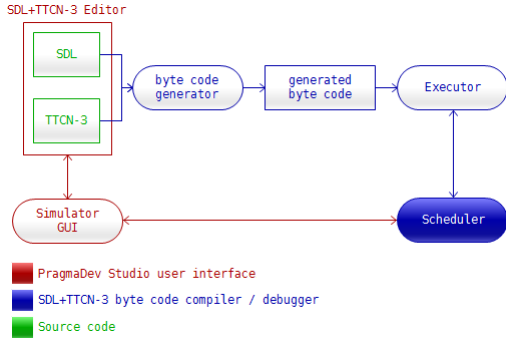 SDL+TTCN-3 Editor
SDL
TTCN-3
byte code
generator
generated
byte code
Executor
Simulator
GUI
Scheduler
PragmaDev Studio user interface
SDL+TTCN-3 byte code compiler / debugger
Source code